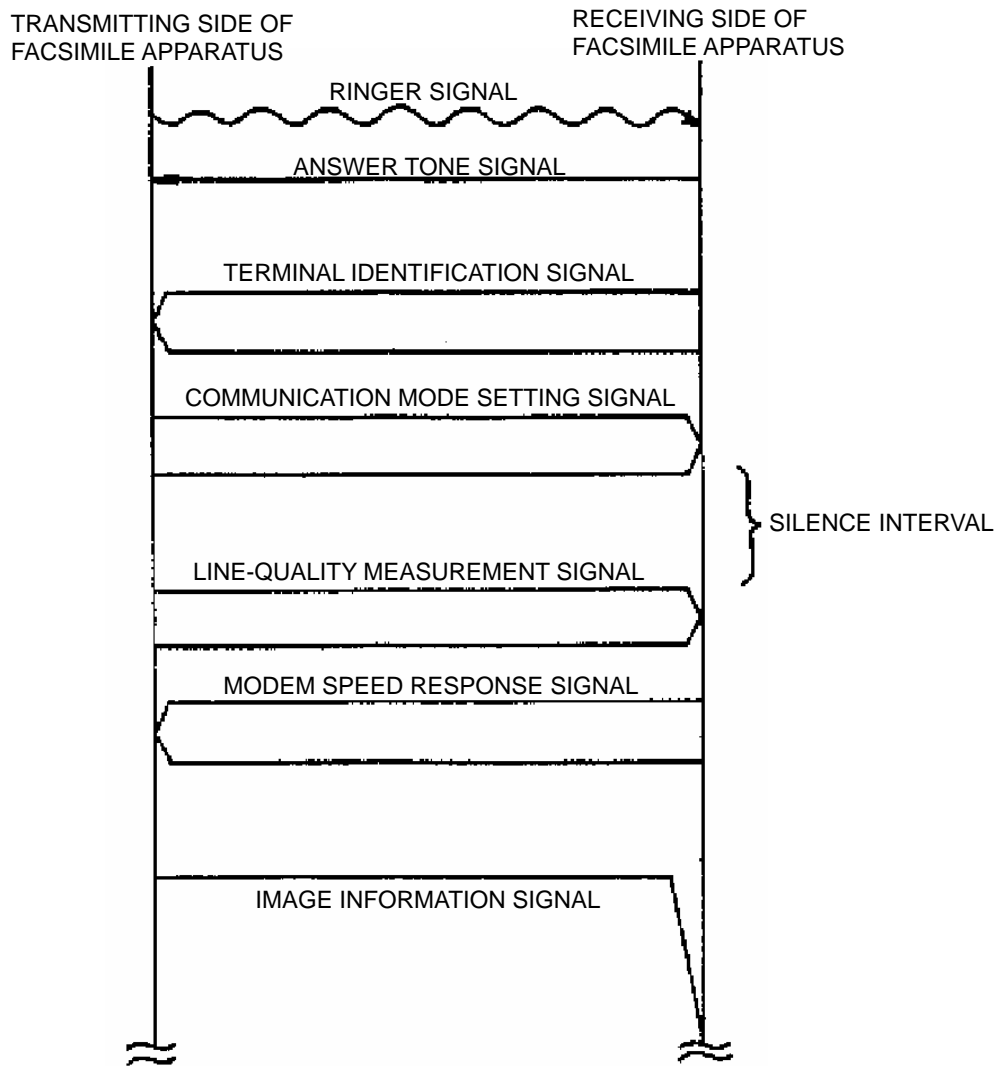 TRANSMITTING SIDE OF
FACSIMILE APPARATUS
RECEIVING SIDE OF
FACSIMILE APPARATUS
RINGER SIGNAL
ANSWER TONE SIGNAL
TERMINAL IDENTIFICATION SIGNAL
COMMUNICATION MODE SETTING SIGNAL
SILENCE INTERVAL
LINE-QUALITY MEASUREMENT SIGNAL
MODEM SPEED RESPONSE SIGNAL
IMAGE INFORMATION SIGNAL